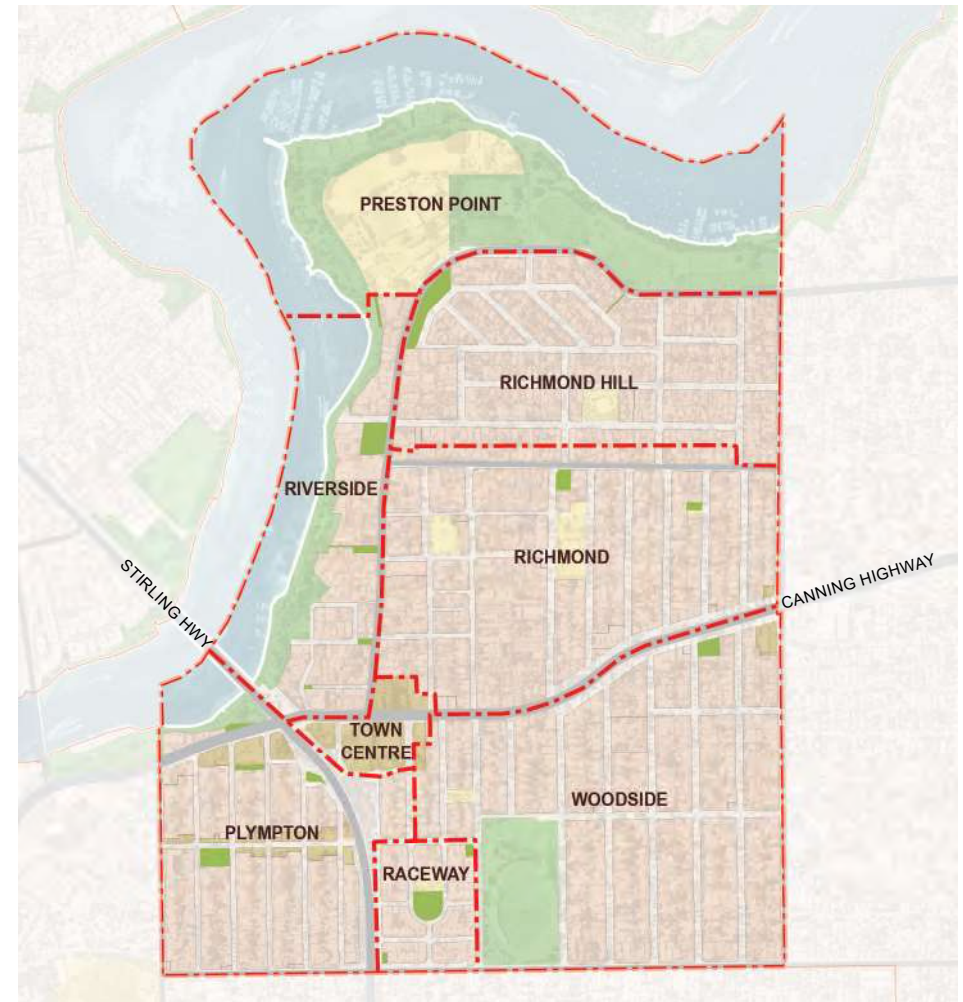 PRESTON POINT
RICHMOND HILL
RIVERSIDE
RICHMOND
STIRLING HWY
CANNING HIGHWAY
TOWN
CENTRE
WOODSIDE
PLYMPTON
RACEWAY